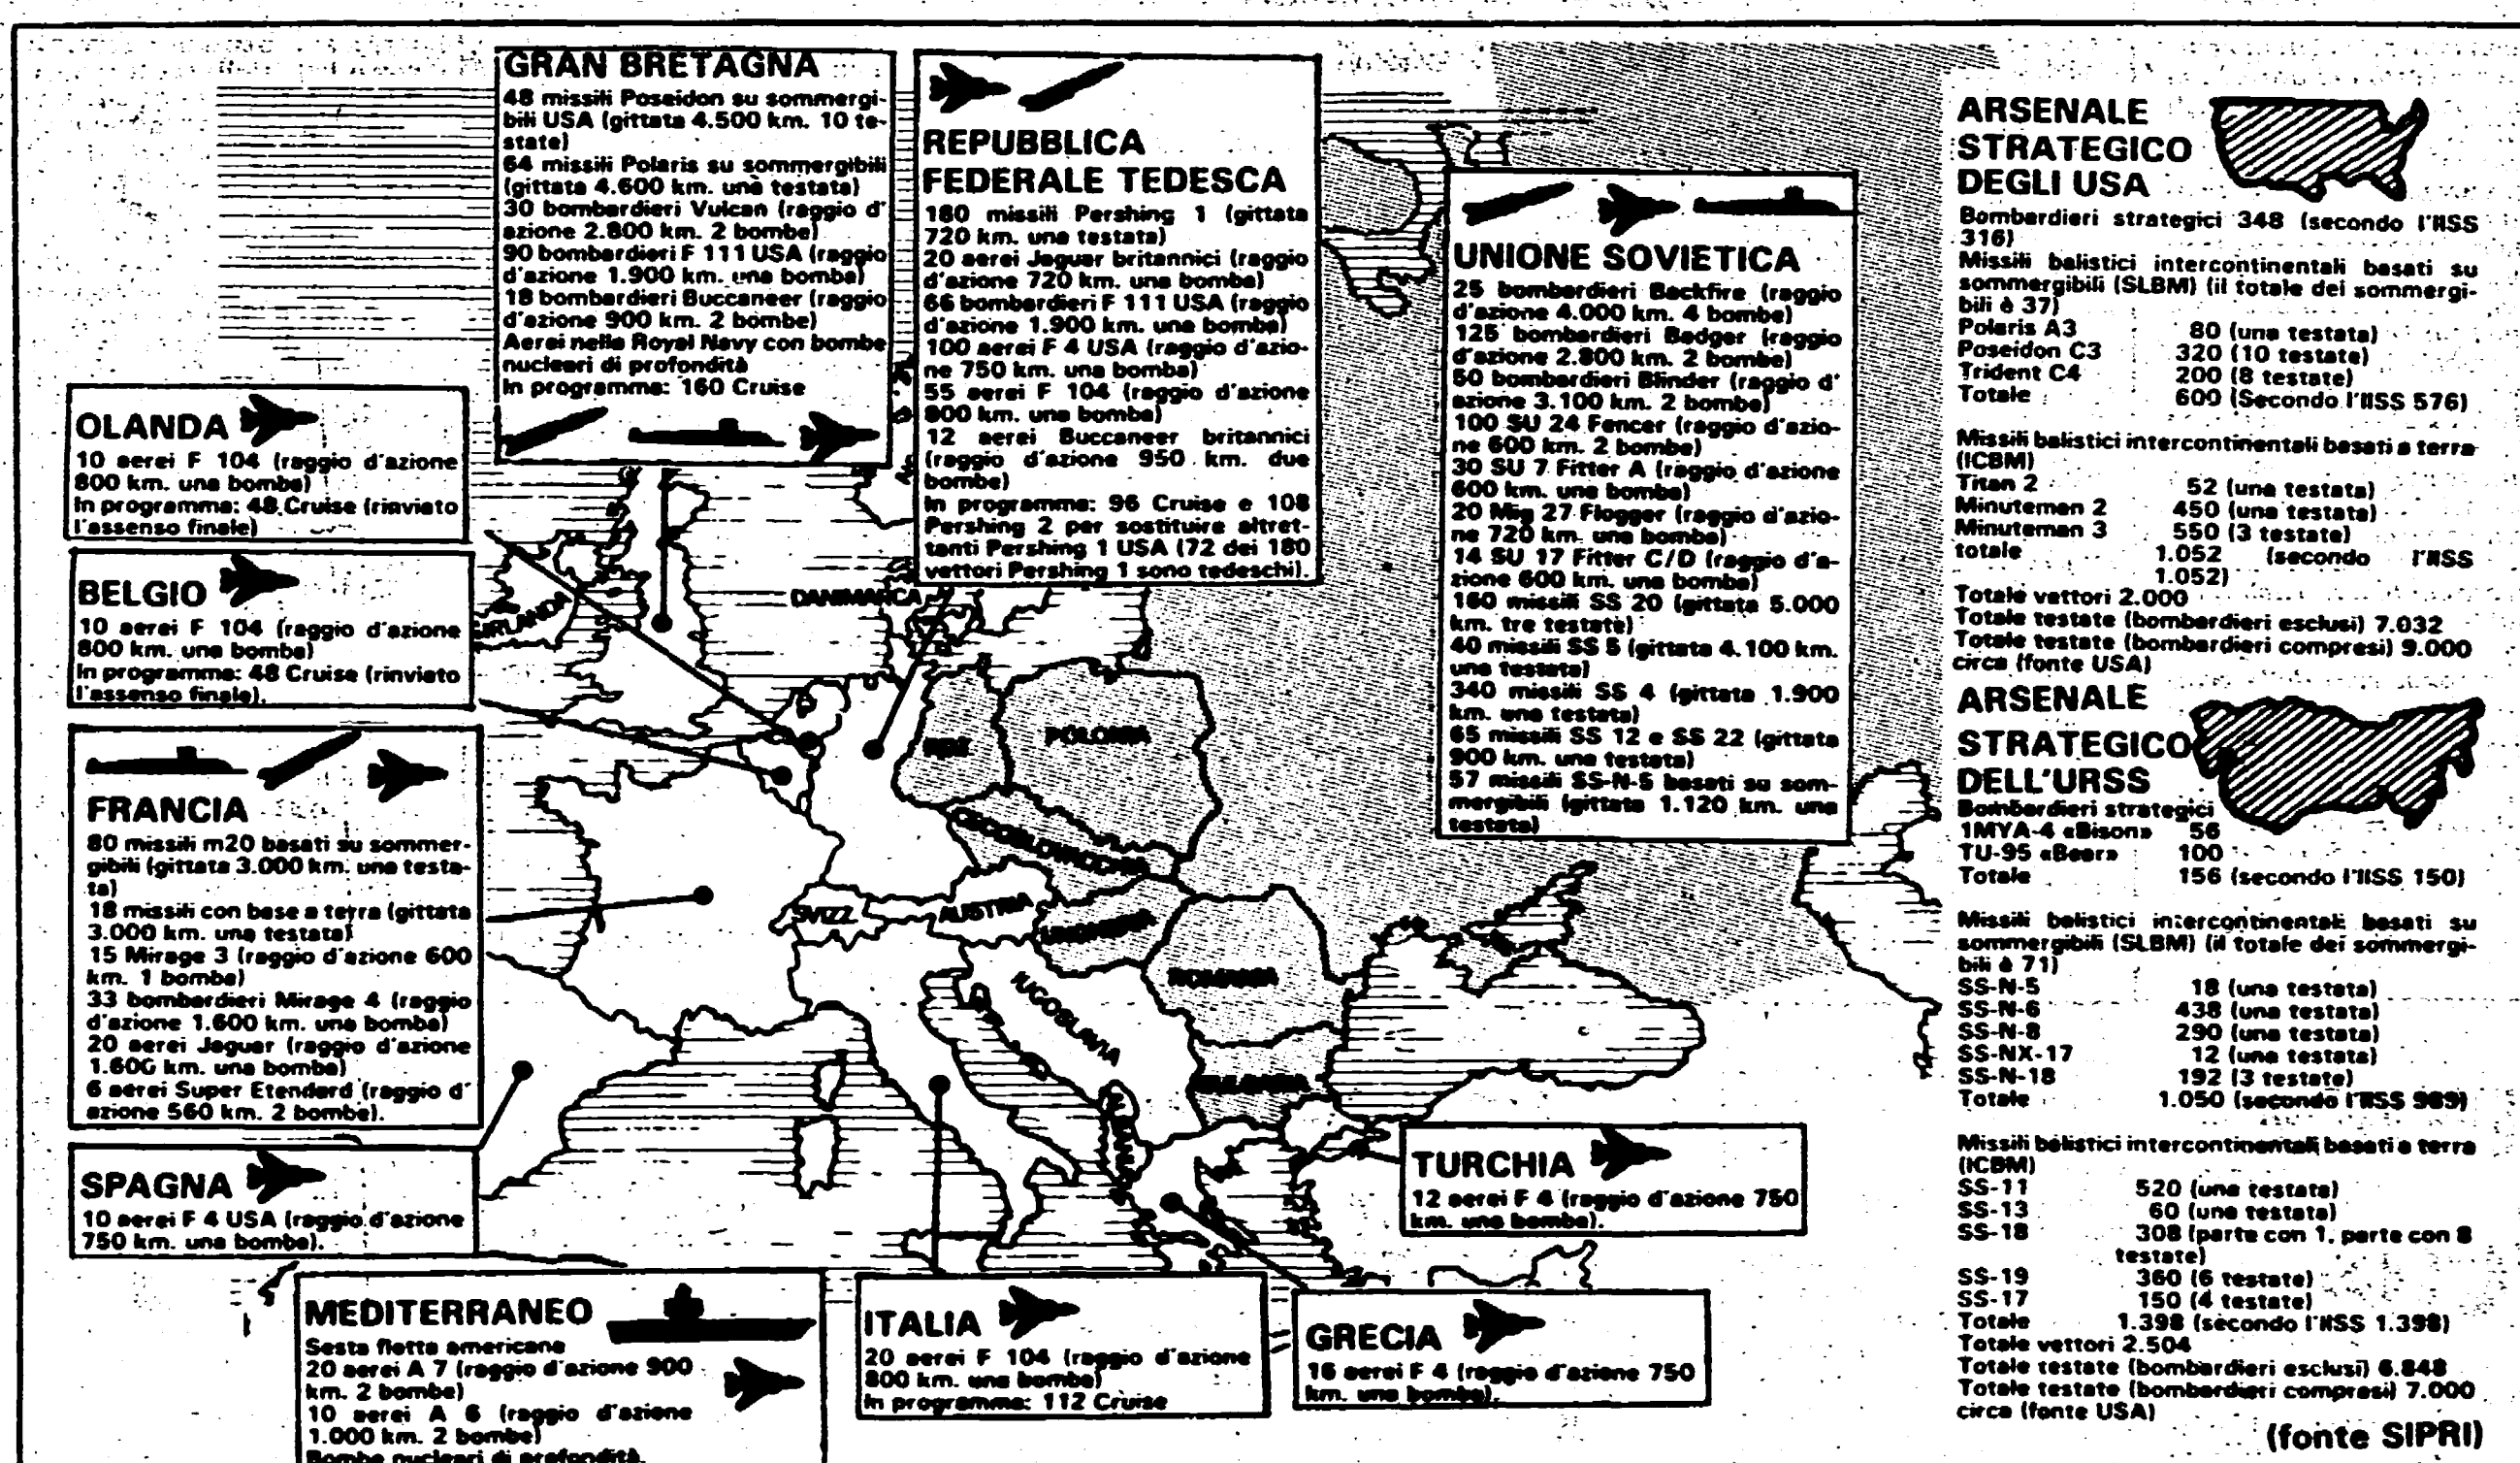 GRAN BRETAGNA
48 missili Poseidon su sommergi-
bili USA (gittata 4.500 km. 10 te-
state)
64 missili Polaris su sommergibili
(gittata 4.600 km. una testata)
30 bombardieri Vulcan (raggio d'
azione 2.800 km. 2 bombe)
90 bombardieri F 111 USA (raggio
d'azione 1.900 km. una bomba)
18 bombardieri Buccaneer (raggio
d'azione 900 km. 2 bombe)
Aerei nella Royal Navy con bombe
nucleari di profondità
In programma: 160 Cruise
REPUBBLICA
FEDERALE TEDESCA
180 missili Pershing 1 (gittata
720 km. una testata)
20 aerei Jaguar britannici (raggio
d'azione 720 km. una bomba)
66 bombardieri F 111 USA (raggio
d'azione 1.900 km. una bomba)
100 aerei F 4 USA (raggio d'azio-
ne 750 km. una bomba)
55 aerei F 104 (raggio d'azione
800 km. una bomba)
12 aerei Buccaneer britannici
(raggio d'azione 950 km. due
bombe)
In programma: 96 Cruise e 108
Pershing 2 per sostituire altret-
tanti Pershing 1 USA (72 dei 180
vettori Pershing 1 sono tedeschi).
UNIONE SOVIETICA
25 bombardieri Backfire (raggio
d'azione 4.000 km. 4 bombe)
125 bombardieri Badger (raggio
d'azione 2.800 km. 2 bombe)
50 bombardieri Blinder (raggio d'
azione 3.100 km. 2 bombe)
100 SU 24 Fencer (raggio d'azio-
ne 600 km. 2 bombe)
30 SU 7 Fitter A (raggio d'azione
600 km. una bomba)
20 Mig 27 Flogger (raggio d'azio-
ne 720 km. una bomba)
14 SU 17 Fitter C/D (raggio d'a-
zione 600 km. una bomba)
160 missili SS 20 (gittata 5.000
km. tre testate)
40 missili SS 5 (gittata 4.100 km.
una testata)
340 missili SS 4 (gittata 1.900
km. una testata)
65 missili SS 12 e SS 22 (gittata
900 km. una testata)
57 missili SS-N-5 basati su som-
mergibili (gittata 1.120 km. una
testata)
OLANDA
10 aerei F 104 (raggio d'azione
800 km. una bomba)
In programma: 48 Cruise (rinviato
l'assenso finale)
BELGIO
10 aerei F 104 (raggio d'azione
800 km. una bomba)
In programma: 48 Cruise (rinviato
l'assenso finale).
FRANCIA
80 missili m20 basati su sommer-
gibili (gittata 3.000 km. una testa-
ta)
18 missili con base a terra (gittata
3.000 km. una testata)
15 Mirage 3 (raggio d'azione 600
km. 1 bomba)
33 bombardieri Mirage 4 (raggio
d'azione 1.600 km. una bomba)
20 aerei Jaguar (raggio d'azione
1.600 km. una bomba)
6 aerei Super Etendard (raggio d'
azione 560 km. 2 bombe).
SPAGNA
10 aerei F 4 USA (raggio d'azione
750 km. una bomba).
MEDITERRANEO
Sesta flotta americana
20 aerei A 7 (raggio d'azione 900
km. 2 bombe)
10 aerei A 6 (raggio d'azione
1.000 km. 2 bombe)
Bombe nucleari di profondità.
ITALIA
20 aerei F 104 (raggio d'azione
800 km. una bomba)
In programma: 112 Cruise
GRECIA
16 aerei F 4 (raggio d'azione 750
km. una bomba).
TURCHIA
12 aerei F 4 (raggio d'azione 750
km. una bomba).
IRLANDA
DANIMARCA
RDT
POLONIA
CECOSLOVACCHIA
SVIZZ.
AUSTRIA
UNGHERIA
ROMANIA
IUGOSLAVIA
BULGARIA
ARSENALE
STRATEGICO
DEGLI USA
Bombardieri strategici 348 (secondo l'IISS
316)
Missili balistici intercontinentali basati su
sommergibili (SLBM) (il totale dei sommergi-
bili è 37)
Polaris A3 80 (una testata)
Poseidon C3 320 (10 testate)
Trident C4 200 (8 testate)
Totale 600 (Secondo l'IISS 576)
Missili balistici intercontinentali basati a terra
(ICBM)
Titan 2 52 (una testata)
Minuteman 2 450 (una testata)
Minuteman 3 550 (3 testate)
totale 1.052 (secondo l'IISS
1.052)
Totale vettori 2.000
Totale testate (bombardieri esclusi) 7.032
Totale testate (bombardieri compresi) 9.000
circa (fonte USA)
ARSENALE
STRATEGICO
DELL'URSS
Bombardieri strategici
1MYA-4 «Bison» 56
TU-95 «Bear» 100
Totale 156 (secondo l'IISS 150)
Missili balistici intercontinentali basati su
sommergibili (SLBM) (il totale dei sommergi-
bili è 71)
SS-N-5 18 (una testata)
SS-N-6 438 (una testata)
SS-N-8 290 (una testata)
SS-NX-17 12 (una testata)
SS-N-18 192 (3 testate)
Totale 1.050 (secondo l'IISS 989)
Missili balistici intercontinentali basati a terra
(ICBM)
SS-11 520 (una testata)
SS-13 60 (una testata)
SS-18 308 (parte con 1, parte con 8
testate)
SS-19 360 (6 testate)
SS-17 150 (4 testate)
Totale 1.398 (secondo l'IISS 1.398)
Totale vettori 2.504
Totale testate (bombardieri esclusi) 6.848
Totale testate (bombardieri compresi) 7.000
circa (fonte USA)
(fonte SIPRI)